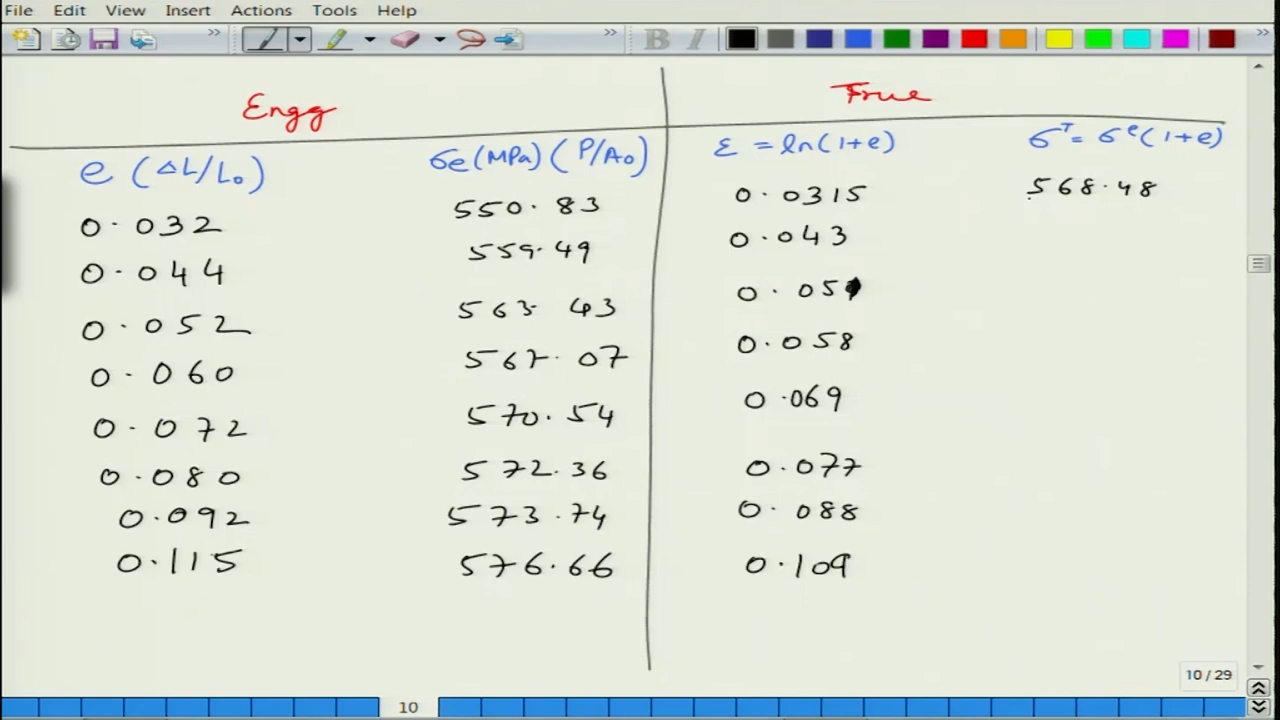 File Edit View Insert Actions Tools Help
Engg True
e (ΔL/L₀) σe (MPa) (P/A₀) ε = ln(1+e) σᵀ = σᵉ(1+e)
0.032 550.83 0.0315 568.48
0.044 559.49 0.043
0.052 563.43 0.05
0.060 567.07 0.058
0.072 570.54 0.069
0.080 572.36 0.077
0.092 573.74 0.088
0.115 576.66 0.109
10 / 29
10